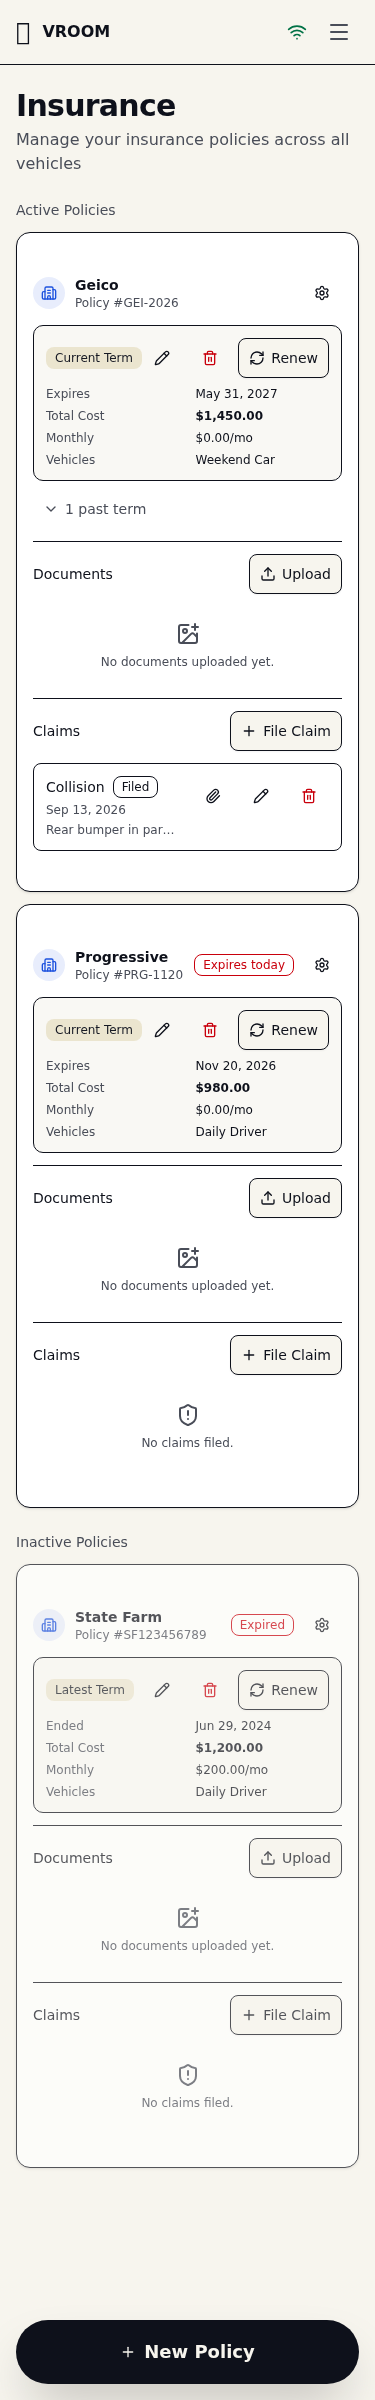 VROOM
Insurance
Manage your insurance policies across all
vehicles
Active Policies
Geico
Policy #GEI-2026
Current Term
Renew
Expires May 31, 2027
Total Cost $1,450.00
Monthly $0.00/mo
Vehicles Weekend Car
1 past term
Documents
Upload
No documents uploaded yet.
Claims
File Claim
Collision Filed
Sep 13, 2026
Rear bumper in par…
Progressive
Policy #PRG-1120
Expires today
Current Term
Renew
Expires Nov 20, 2026
Total Cost $980.00
Monthly $0.00/mo
Vehicles Daily Driver
Documents
Upload
No documents uploaded yet.
Claims
File Claim
No claims filed.
Inactive Policies
State Farm
Policy #SF123456789
Expired
Latest Term
Renew
Ended Jun 29, 2024
Total Cost $1,200.00
Monthly $200.00/mo
Vehicles Daily Driver
Documents
Upload
No documents uploaded yet.
Claims
File Claim
No claims filed.
New Policy